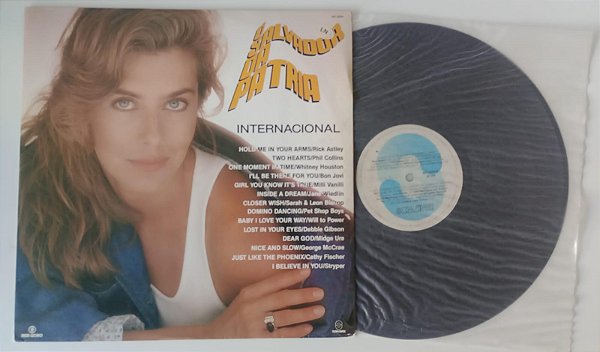 O
SALVADOR
DA
PATRIA
INTERNACIONAL
HOLD ME IN YOUR ARMS/Rick Astley
TWO HEARTS/Phil Collins
ONE MOMENT IN TIME/Whitney Houston
I'LL BE THERE FOR YOU/Bon Jovi
GIRL YOU KNOW IT'S TRUE/Milli Vanilli
INSIDE A DREAM/Jane Wiedlin
CLOSER WISH/Sarah & Leon Bishop
DOMINO DANCING/Pet Shop Boys
BABY I LOVE YOUR WAY/Will to Power
LOST IN YOUR EYES/Debbie Gibson
DEAR GOD/Midge Ure
NICE AND SLOW/George McCrae
JUST LIKE THE PHOENIX/Cathy Fischer
I BELIEVE IN YOU/Stryper